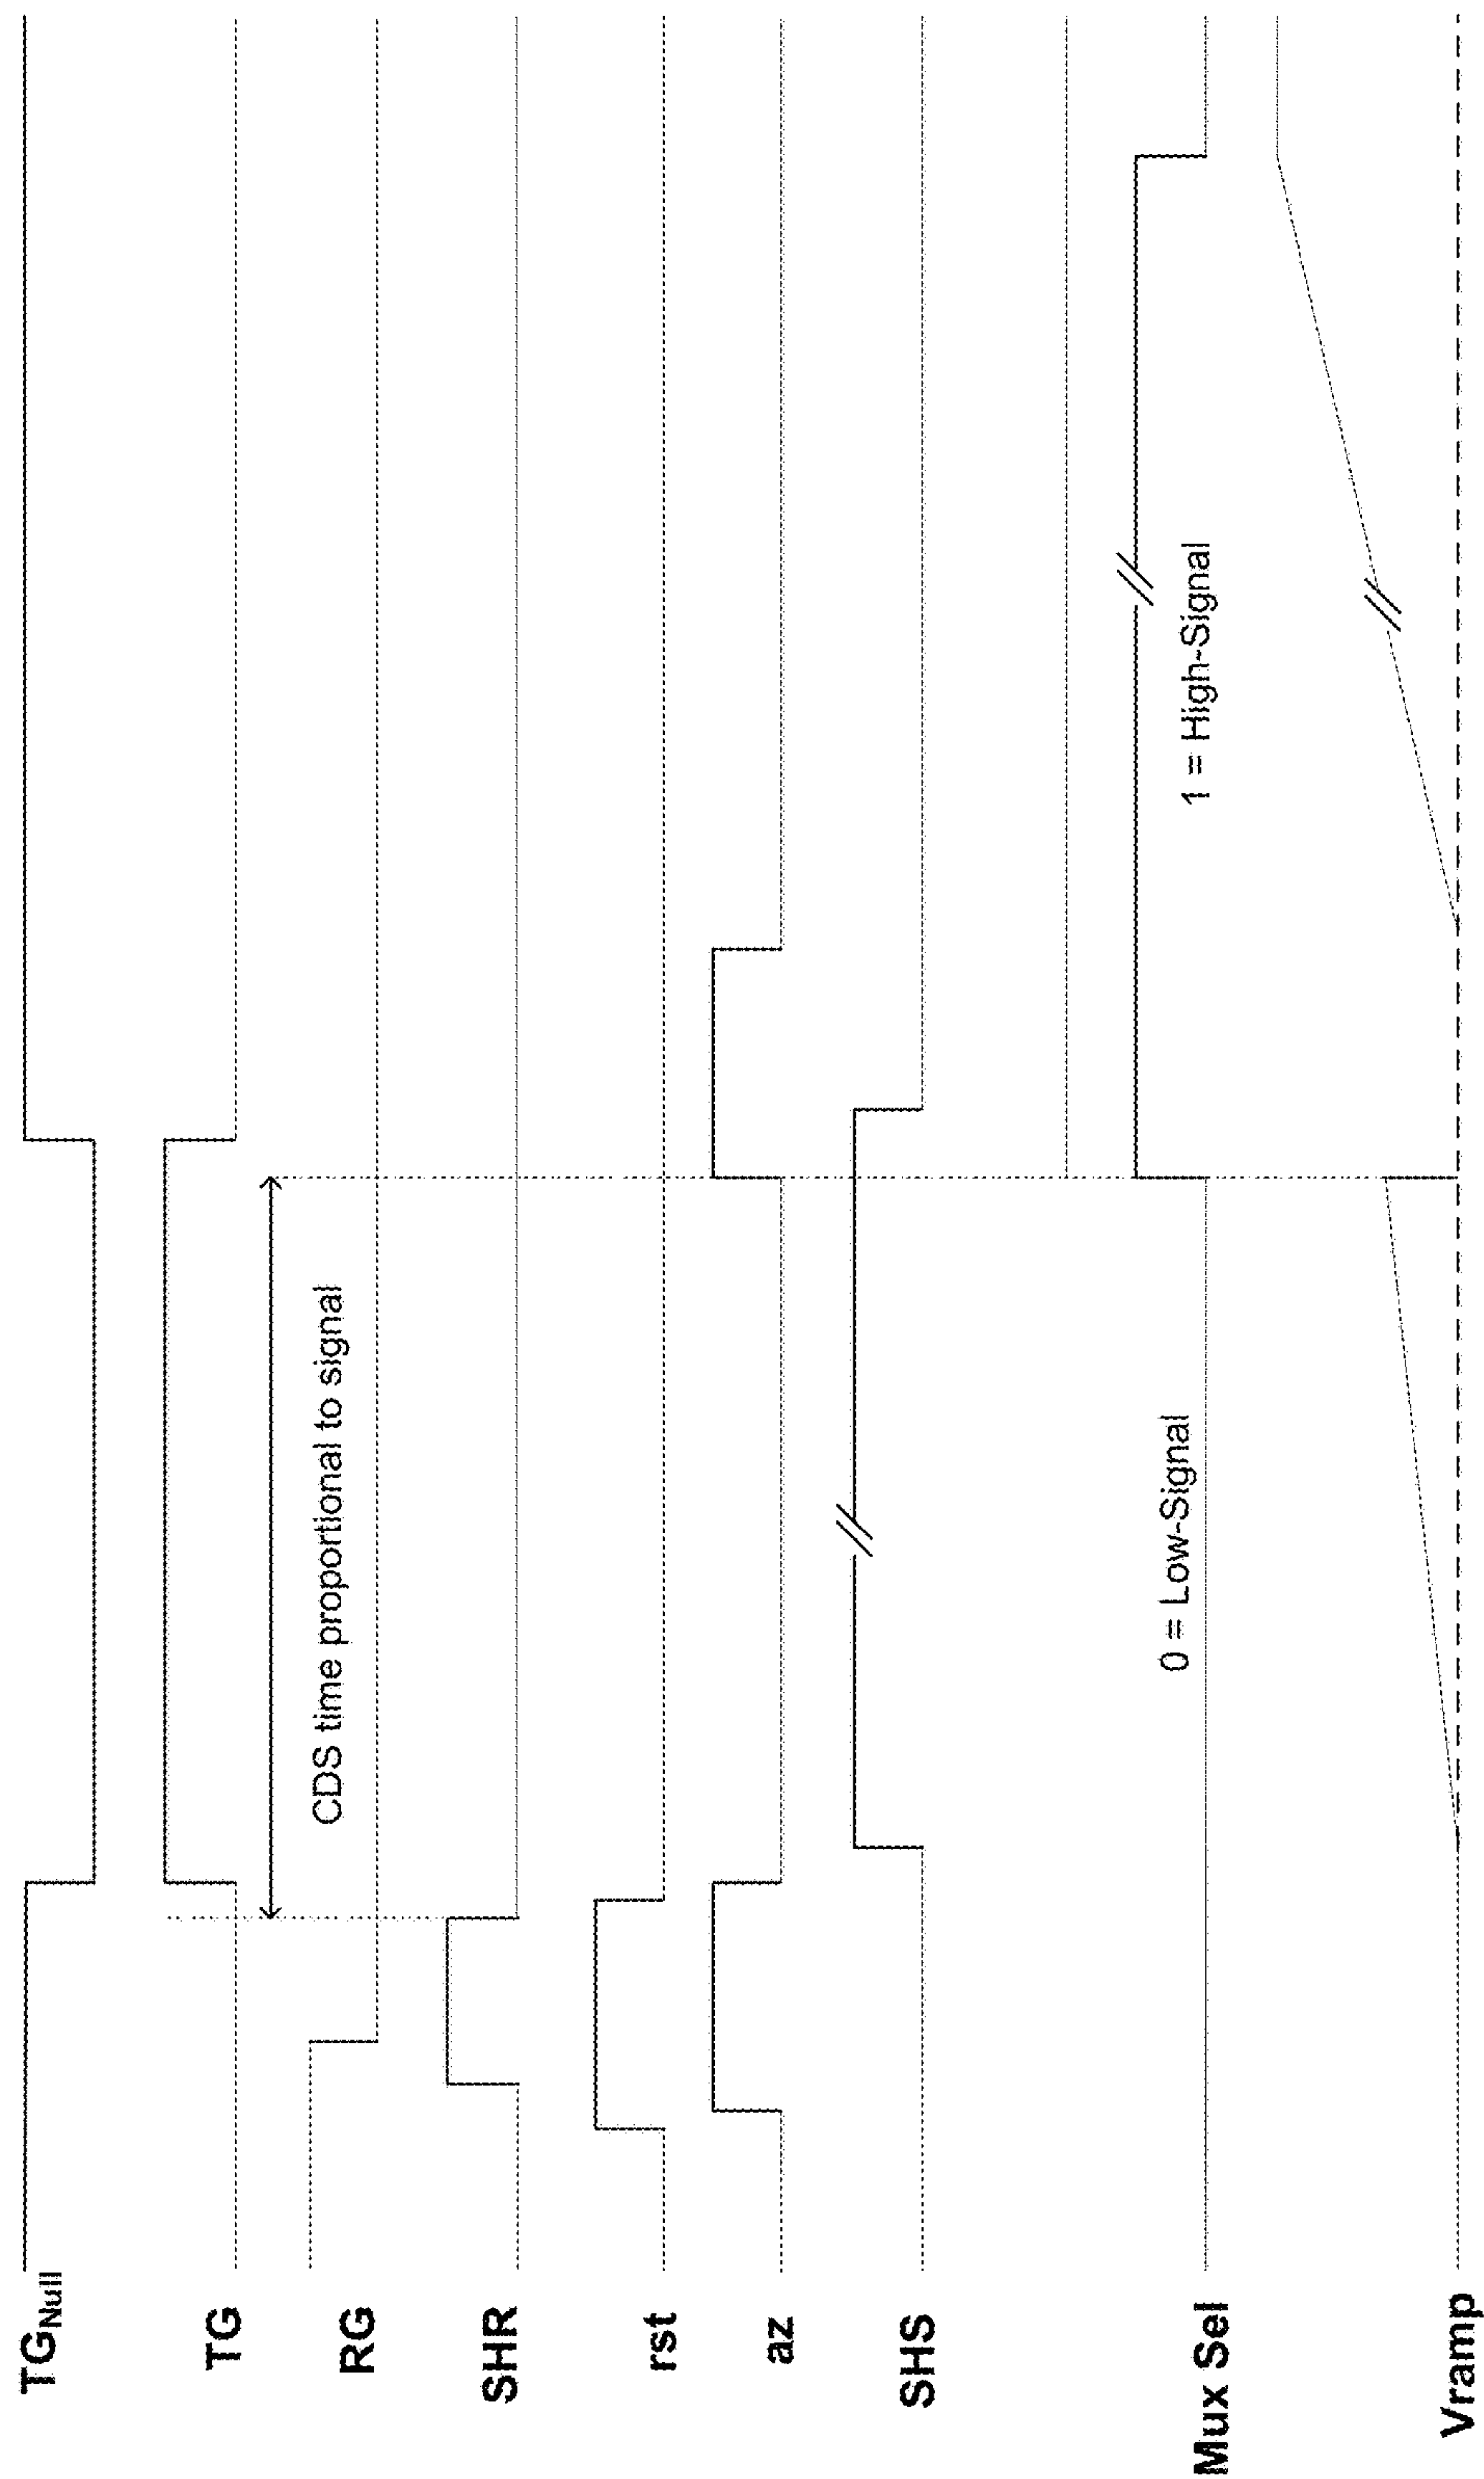 TGNull
TG
CDS time proportional to signal
RG
SHR
rst
az
SHS
0 = Low-Signal
1 = High-Signal
Mux Sel
Vramp